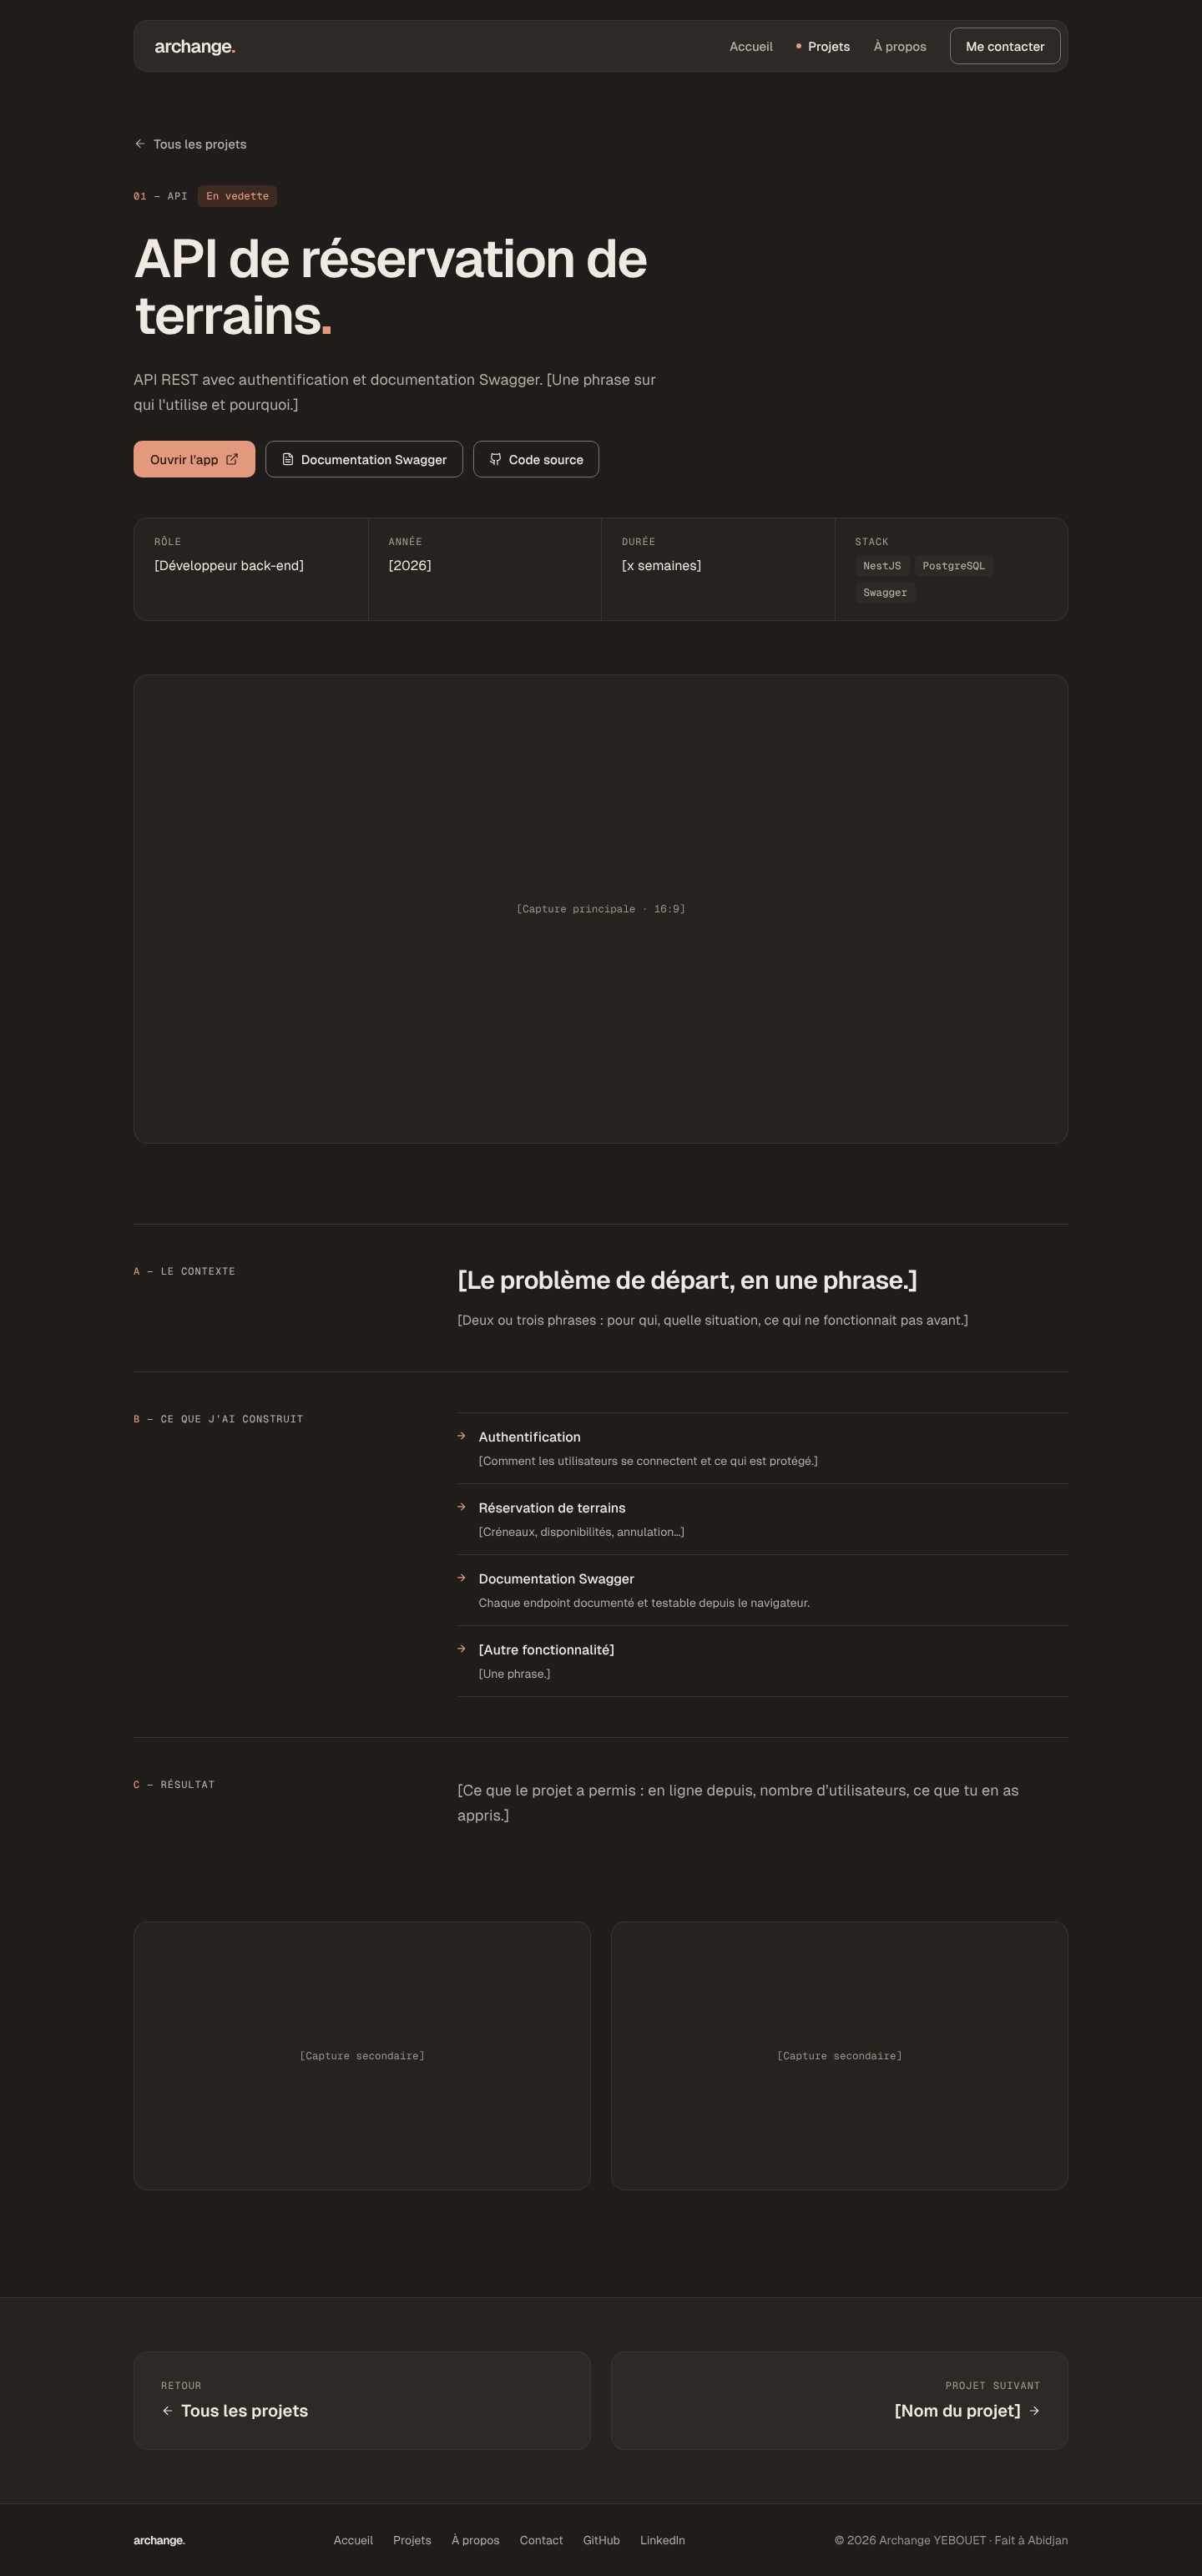 archange.
Accueil
Projets
À propos
Me contacter
← Tous les projets
01 — API
En vedette
API de réservation de
terrains.
API REST avec authentification et documentation Swagger. [Une phrase sur
qui l'utilise et pourquoi.]
Ouvrir l'app
Documentation Swagger
Code source
RÔLE
[Développeur back-end]
ANNÉE
[2026]
DURÉE
[x semaines]
STACK
NestJS
PostgreSQL
Swagger
[Capture principale · 16:9]
A — LE CONTEXTE
[Le problème de départ, en une phrase.]
[Deux ou trois phrases : pour qui, quelle situation, ce qui ne fonctionnait pas avant.]
B — CE QUE J'AI CONSTRUIT
→ Authentification
[Comment les utilisateurs se connectent et ce qui est protégé.]
→ Réservation de terrains
[Créneaux, disponibilités, annulation…]
→ Documentation Swagger
Chaque endpoint documenté et testable depuis le navigateur.
→ [Autre fonctionnalité]
[Une phrase.]
C — RÉSULTAT
[Ce que le projet a permis : en ligne depuis, nombre d'utilisateurs, ce que tu en as
appris.]
[Capture secondaire]
[Capture secondaire]
RETOUR
← Tous les projets
PROJET SUIVANT
[Nom du projet] →
archange.
Accueil
Projets
À propos
Contact
GitHub
LinkedIn
© 2026 Archange YEBOUET · Fait à Abidjan